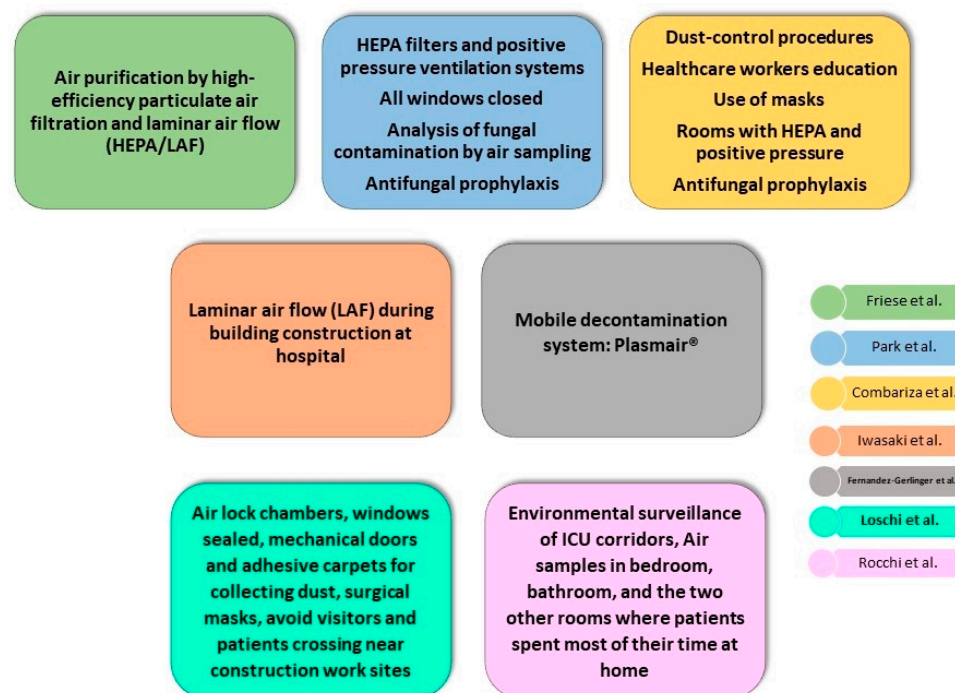 Air purification by high-
efficiency particulate air
filtration and laminar air flow
(HEPA/LAF)
HEPA filters and positive
pressure ventilation systems
All windows closed
Analysis of fungal
contamination by air sampling
Antifungal prophylaxis
Dust-control procedures
Healthcare workers education
Use of masks
Rooms with HEPA and
positive pressure
Antifungal prophylaxis
Laminar air flow (LAF) during
building construction at
hospital
Mobile decontamination
system: Plasmair®
Air lock chambers, windows
sealed, mechanical doors
and adhesive carpets for
collecting dust, surgical
masks, avoid visitors and
patients crossing near
construction work sites
Environmental surveillance
of ICU corridors, Air
samples in bedroom,
bathroom, and the two
other rooms where patients
spent most of their time at
home
Friese et al.
Park et al.
Combariza et al.
Iwasaki et al.
Fernandez-Gerlinger et al.
Loschi et al.
Rocchi et al.